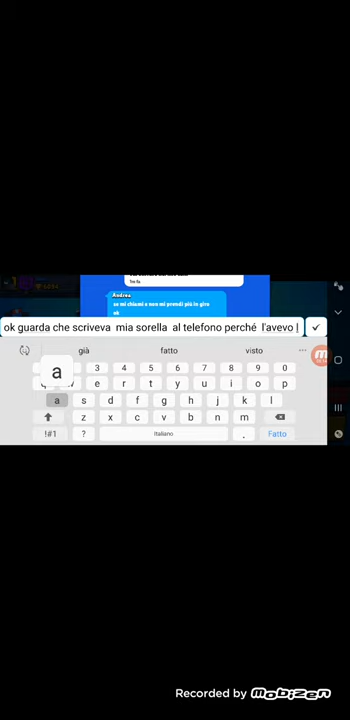 Andrea
se mi chiami e non mi prendi più in giro
ok
ok guarda che scriveva mia sorella al telefono perché l'avevo
già fatto visto
3 4 5 6 7 8 9 0
a
e r t y u i o p
a s d f g h j k l
z x c v b n m
!#1 ? Italiano . Fatto
Recorded by Mobizen